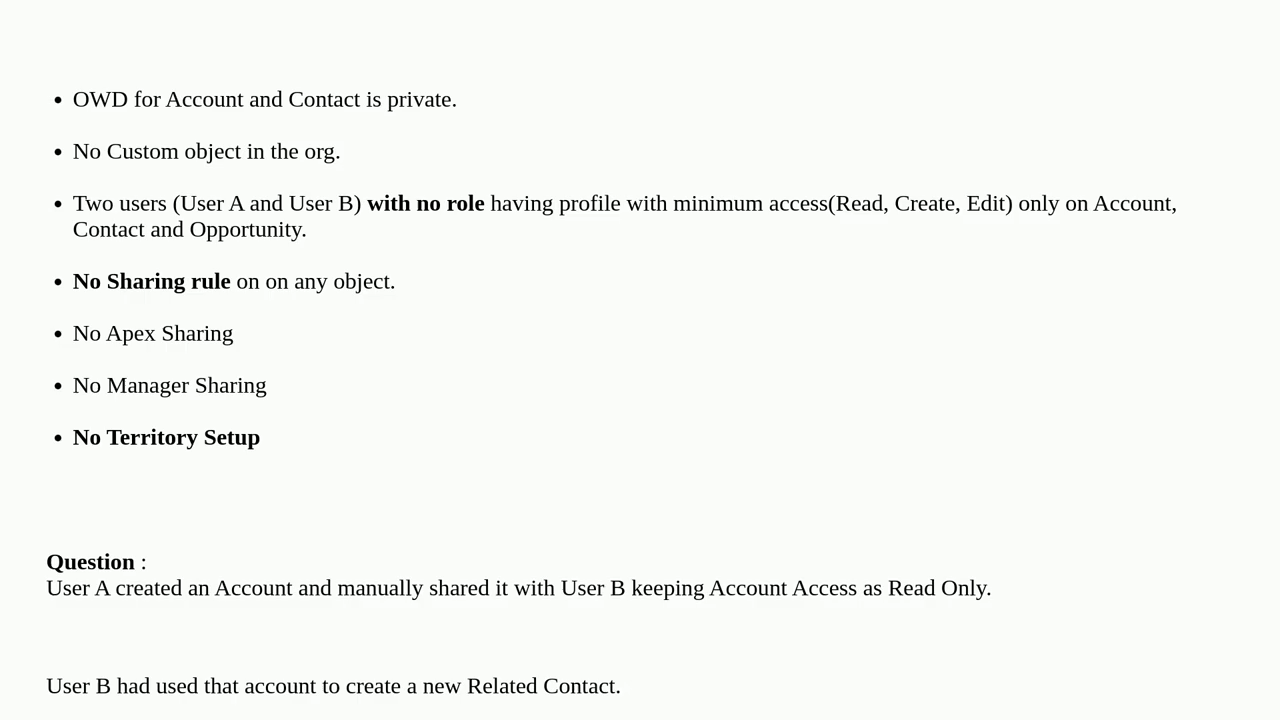 • OWD for Account and Contact is private.
• No Custom object in the org.
• Two users (User A and User B) with no role having profile with minimum access(Read, Create, Edit) only on Account,
Contact and Opportunity.
• No Sharing rule on on any object.
• No Apex Sharing
• No Manager Sharing
• No Territory Setup
Question :
User A created an Account and manually shared it with User B keeping Account Access as Read Only.
User B had used that account to create a new Related Contact.